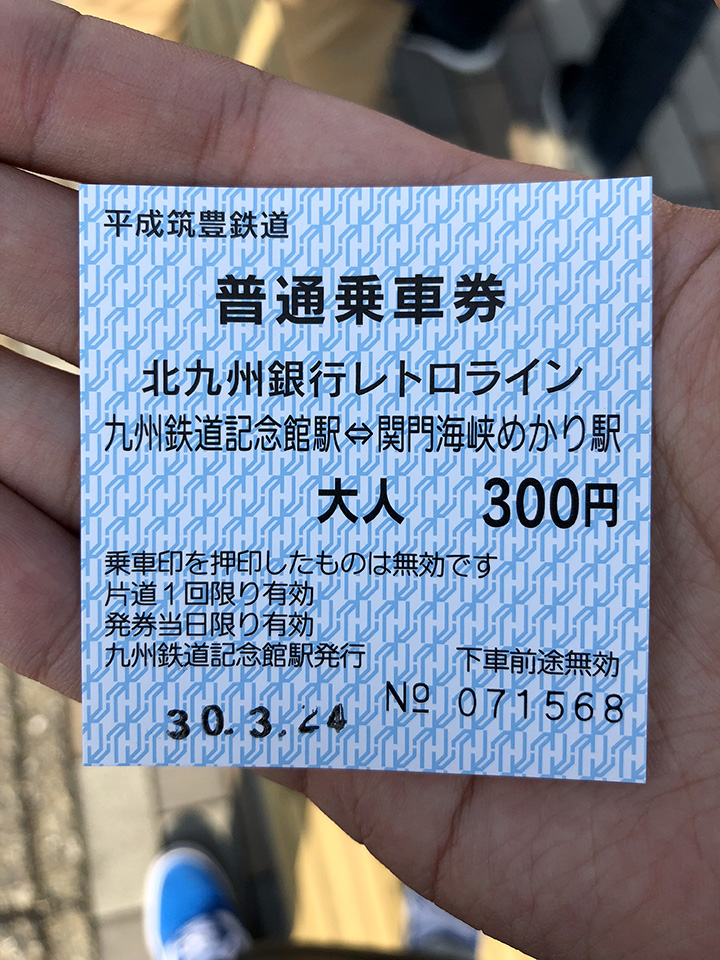 平成筑豊鉄道
普通乗車券
北九州銀行レトロライン
九州鉄道記念館駅⇔関門海峡めかり駅
大人 300円
乗車印を押印したものは無効です
片道1回限り有効
発券当日限り有効
九州鉄道記念館駅発行 下車前途無効
30.3.24 № 071568